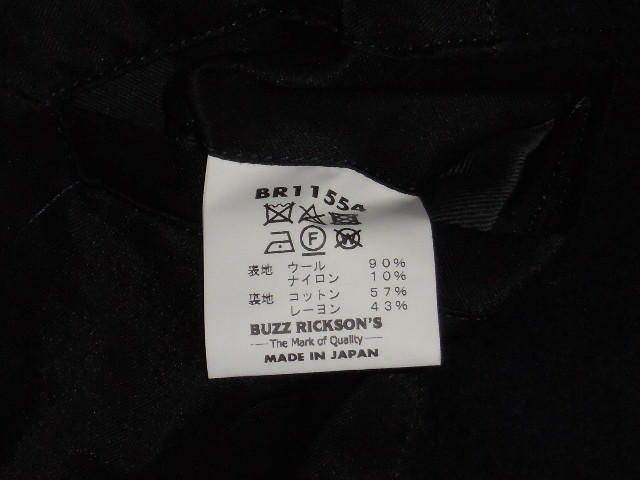 BR11554
F
W
表地 ウール 90%
ナイロン 10%
裏地 コットン 57%
レーヨン 43%
BUZZ RICKSON'S
The Mark of Quality
MADE IN JAPAN